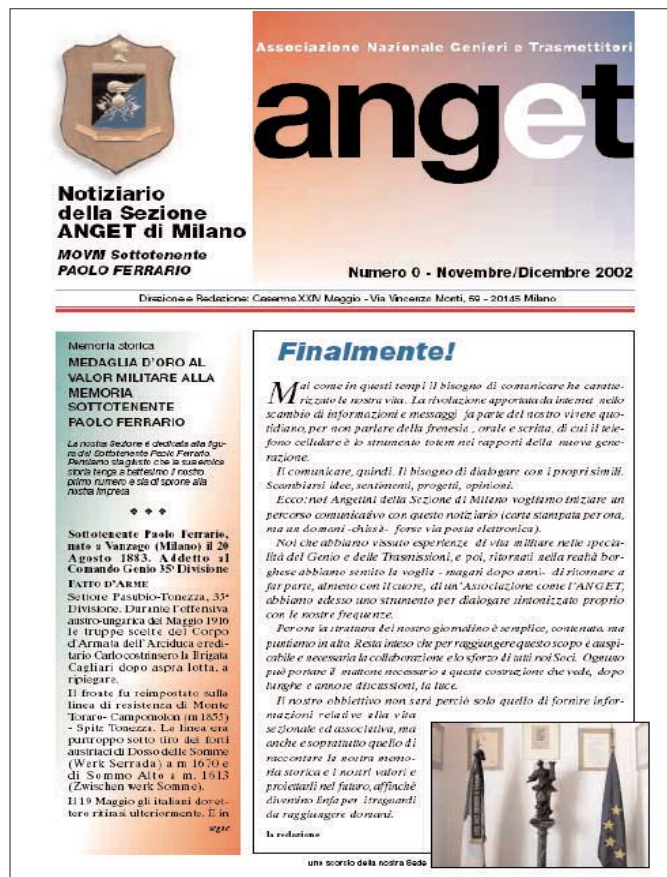 Associazione Nazionale Genieri e Trasmettitori
anget
Notiziario
della Sezione
ANGET di Milano
MOVM Sottotenente
PAOLO FERRARIO
Numero 0 - Novembre/Dicembre 2002
Direzione e Redazione: Caserma XXIV Maggio - Via Vincenzo Monti, 59 - 20145 Milano
Memoria storica
MEDAGLIA D'ORO AL
VALOR MILITARE ALLA
MEMORIA
SOTTOTENENTE
PAOLO FERRARIO
La nostra Sezione è dedicata alla figu-
ra del Sottotenente Paolo Ferrario.
Pensiamo sia giusto che la sua eroica
storia tenga a battesimo il nostro
primo numero e sia di sprone alla
nostra impresa
Sottotenente Paolo Ferrario,
nato a Vanzago (Milano) il 20
Agosto 1883. Addetto al
Comando Genio 35ª Divisione
FATTO D'ARME
Settore Pasubio-Tonezza, 35ª
Divisione. Durante l'offensiva
austro-ungarica del Maggio 1916
le truppe scelte del Corpo
d'Armata dell'Arciduca eredi-
tario Carlo costrinsero la Brigata
Cagliari dopo aspra lotta, a
ripiegare.
Il fronte fu reimpostato sulla
linea di resistenza di Monte
Toraro- Campomolon (m 1855)
- Spitz Tonezza. La linea era
purtroppo sotto tiro dei forti
austriaci di Dosso delle Somme
(Werk Serrada) a m 1670 e
di Sommo Alto a m. 1613
(Zwischen werk Somme).
Il 19 Maggio gli italiani dovet-
tero ritirasi ulteriormente. È in
segue
Finalmente!
Mai come in questi tempi il bisogno di comunicare ha caratte-
rizzato la nostra vita. La rivoluzione apportata da internet nello
scambio di informazioni e messaggi fa parte del nostro vivere quo-
tidiano, per non parlare della frenesia , orale e scritta, di cui il tele-
fono cellulare è lo strumento totem nei rapporti della nuova gene-
razione.
Il comunicare, quindi. Il bisogno di dialogare con i propri simili.
Scambiarsi idee, sentimenti, progetti, opinioni.
Ecco: noi Angetini della Sezione di Milano vogliamo iniziare un
percorso comunicativo con questo notiziario (carta stampata per ora,
ma un domani -chissà- forse via posta elettronica).
Noi che abbiamo vissuto esperienze di vita militare nelle specia-
lità del Genio e delle Trasmissioni, e poi, ritornati nella realtà bor-
ghese abbiamo sentito la voglia - magari dopo anni- di ritornare a
far parte, almeno con il cuore, di un'Associazione come l'ANGET,
abbiamo adesso uno strumento per dialogare sintonizzato proprio
con le nostre frequenze.
Per ora la struttura del nostro giornalino è semplice, contenuta, ma
puntiamo in alto. Resta inteso che per raggiungere questo scopo è auspi-
cabile e necessaria la collaborazione e lo sforzo di tutti noi Soci. Ognuno
può portare il mattone necessario a questa costruzione che vede, dopo
lunghe e annose discussioni, la luce.
Il nostro obbiettivo non sarà perciò solo quello di fornire infor-
mazioni relative alla vita
sezionale ed associativa, ma
anche e soprattutto quello di
raccontare la nostra memo-
ria storica e i nostri valori e
proiettarli nel futuro, affinchè
diventino linfa per i traguardi
da raggiungere domani.
la redazione
uno scorcio della nostra Sede